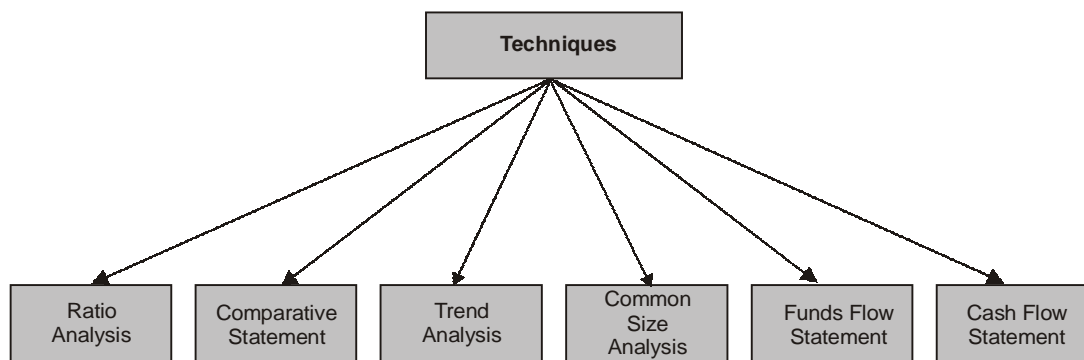 Techniques
Ratio
Analysis
Comparative
Statement
Trend
Analysis
Common
Size
Analysis
Funds Flow
Statement
Cash Flow
Statement